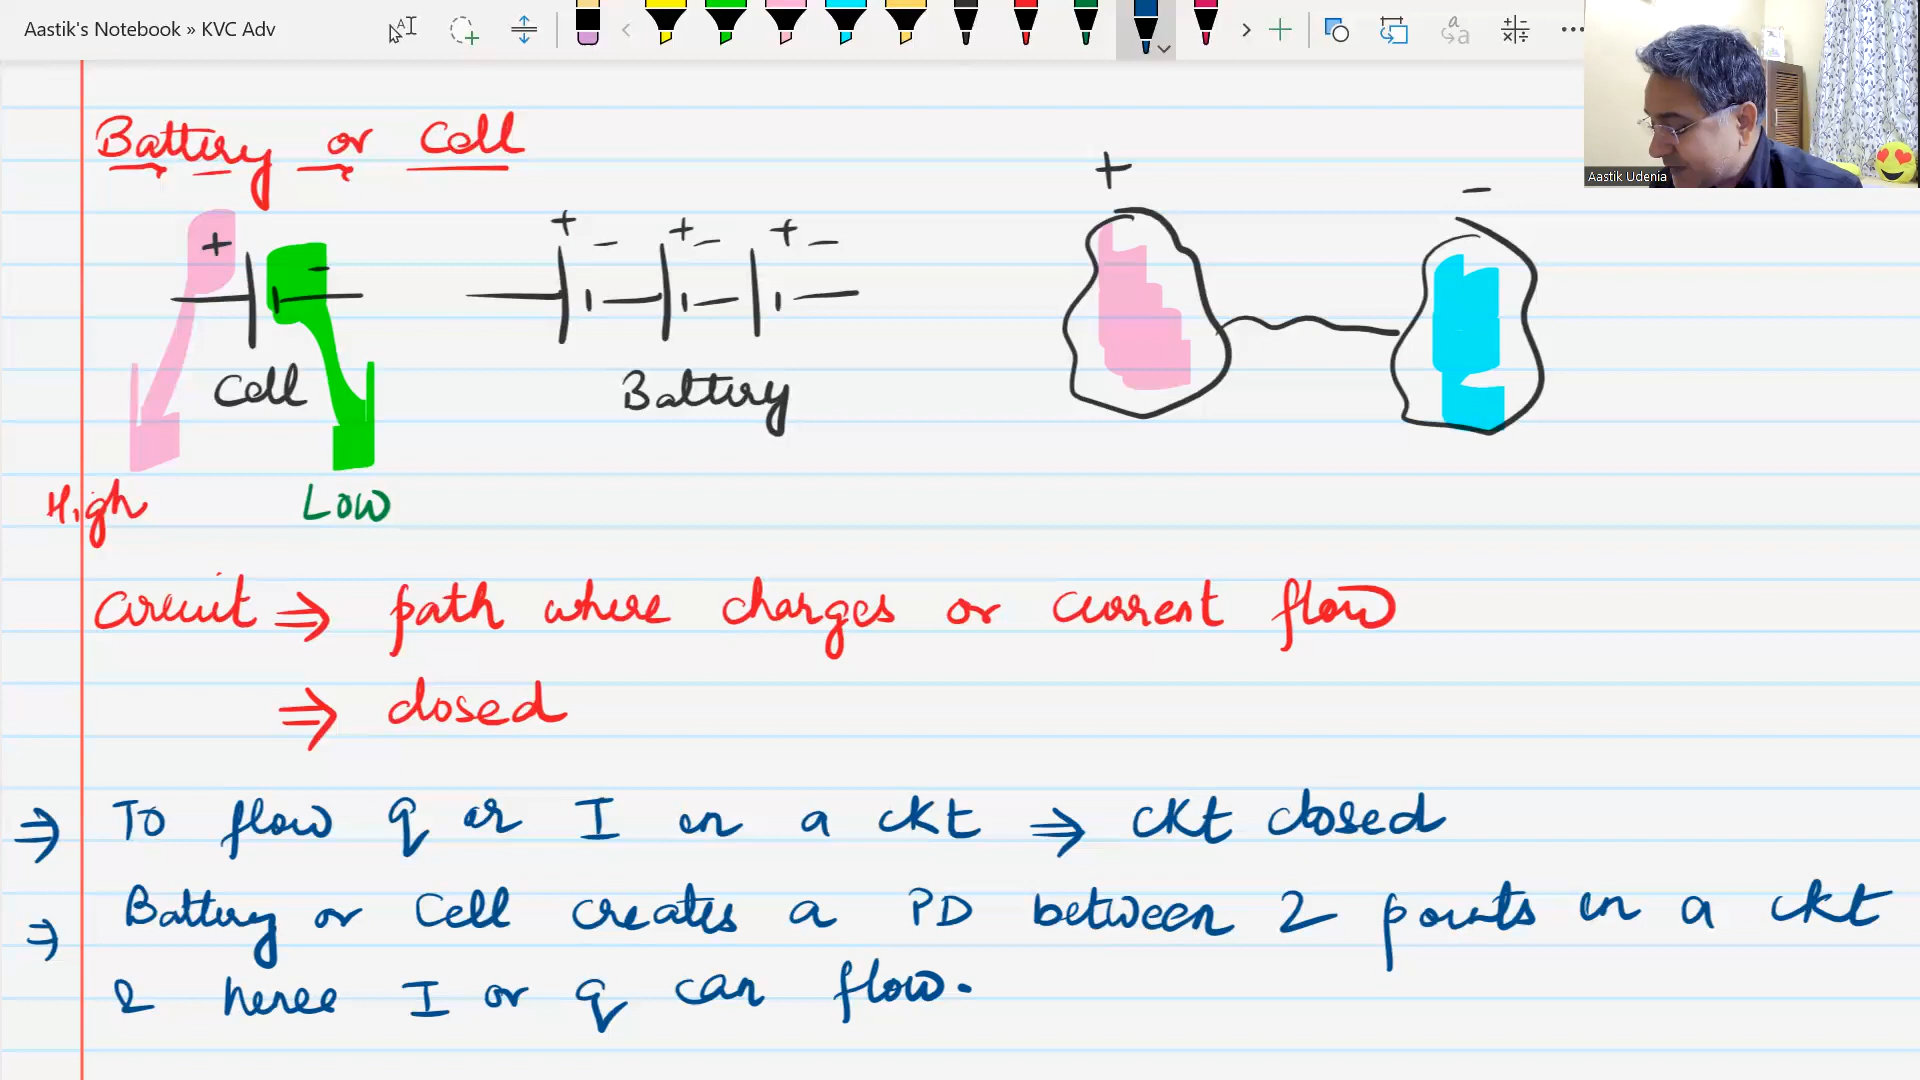 Aastik's Notebook » KVC Adv
Aastik Udenia
Battery or Cell
+ - + - + - + -
+ -
Cell
Battery
High
Low
Circuit ⇒ path where charges or current flow
⇒ closed
⇒ To flow q or I in a ckt ⇒ ckt closed
⇒ Battery or Cell creates a PD between 2 points in a ckt
& hence I or q can flow.